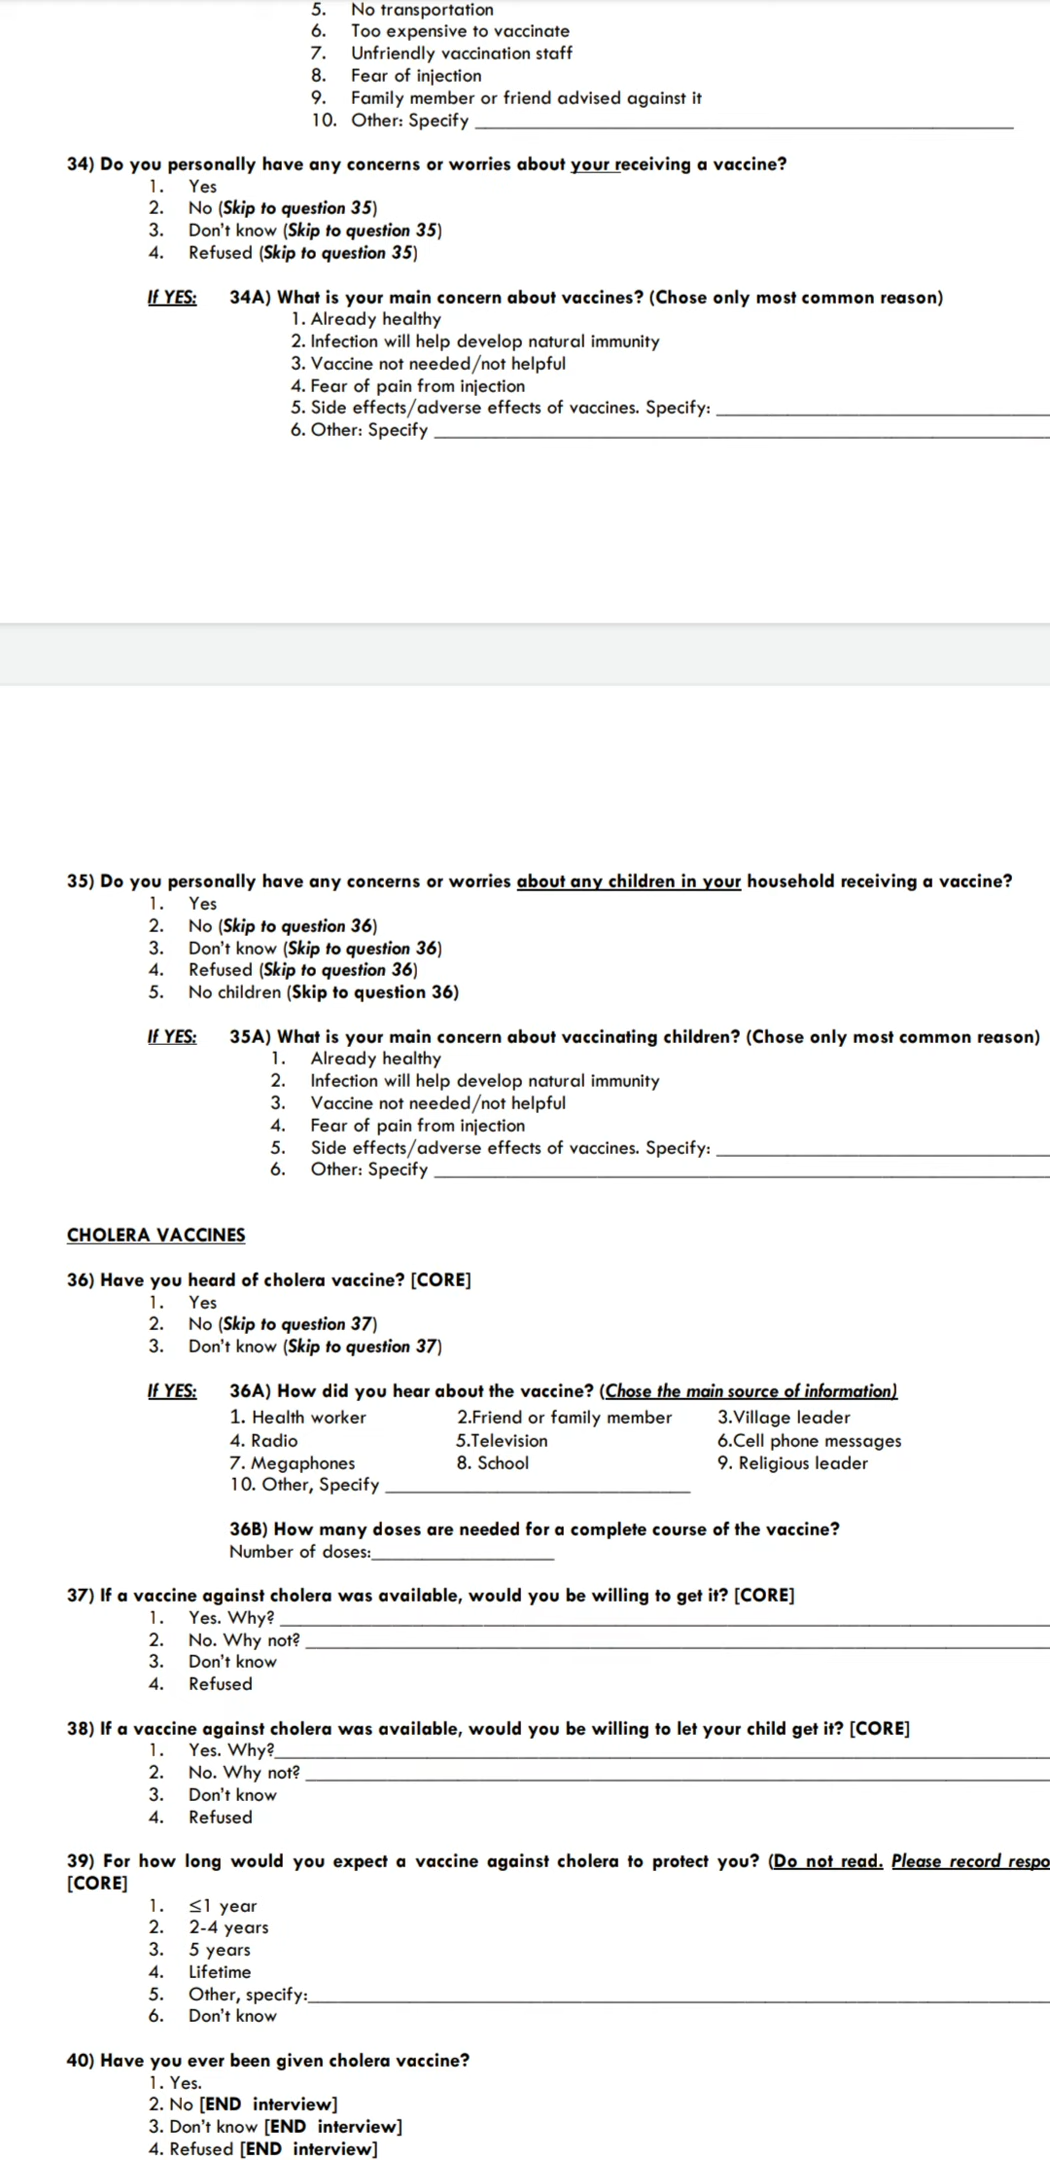 5. No transportation
6. Too expensive to vaccinate
7. Unfriendly vaccination staff
8. Fear of injection
9. Family member or friend advised against it
10. Other: Specify
34) Do you personally have any concerns or worries about your receiving a vaccine?
1. Yes
2. No (Skip to question 35)
3. Don't know (Skip to question 35)
4. Refused (Skip to question 35)
If YES: 34A) What is your main concern about vaccines? (Chose only most common reason)
1. Already healthy
2. Infection will help develop natural immunity
3. Vaccine not needed/not helpful
4. Fear of pain from injection
5. Side effects/adverse effects of vaccines. Specify:
6. Other: Specify
35) Do you personally have any concerns or worries about any children in your household receiving a vaccine?
1. Yes
2. No (Skip to question 36)
3. Don't know (Skip to question 36)
4. Refused (Skip to question 36)
5. No children (Skip to question 36)
If YES: 35A) What is your main concern about vaccinating children? (Chose only most common reason)
1. Already healthy
2. Infection will help develop natural immunity
3. Vaccine not needed/not helpful
4. Fear of pain from injection
5. Side effects/adverse effects of vaccines. Specify:
6. Other: Specify
CHOLERA VACCINES
36) Have you heard of cholera vaccine? [CORE]
1. Yes
2. No (Skip to question 37)
3. Don't know (Skip to question 37)
If YES: 36A) How did you hear about the vaccine? (Chose the main source of information)
1. Health worker 2.Friend or family member 3.Village leader
4. Radio 5.Television 6.Cell phone messages
7. Megaphones 8. School 9. Religious leader
10. Other, Specify
36B) How many doses are needed for a complete course of the vaccine?
Number of doses:
37) If a vaccine against cholera was available, would you be willing to get it? [CORE]
1. Yes. Why?
2. No. Why not?
3. Don't know
4. Refused
38) If a vaccine against cholera was available, would you be willing to let your child get it? [CORE]
1. Yes. Why?
2. No. Why not?
3. Don't know
4. Refused
39) For how long would you expect a vaccine against cholera to protect you? (Do not read. Please record respo
[CORE]
1. ≤1 year
2. 2-4 years
3. 5 years
4. Lifetime
5. Other, specify:
6. Don't know
40) Have you ever been given cholera vaccine?
1. Yes.
2. No [END interview]
3. Don't know [END interview]
4. Refused [END interview]